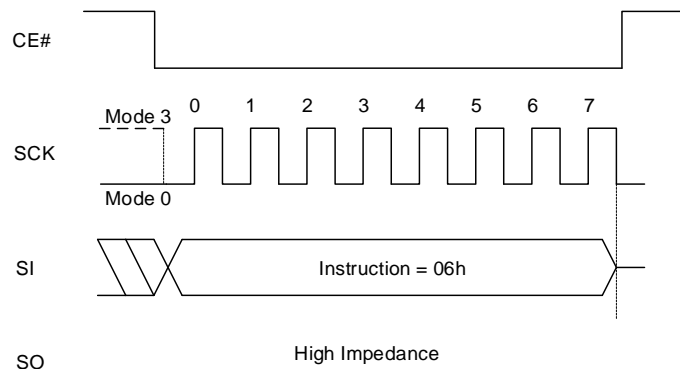 CE#
0 1 2 3 4 5 6 7
Mode 3
SCK
Mode 0
SI Instruction = 06h
SO High Impedance